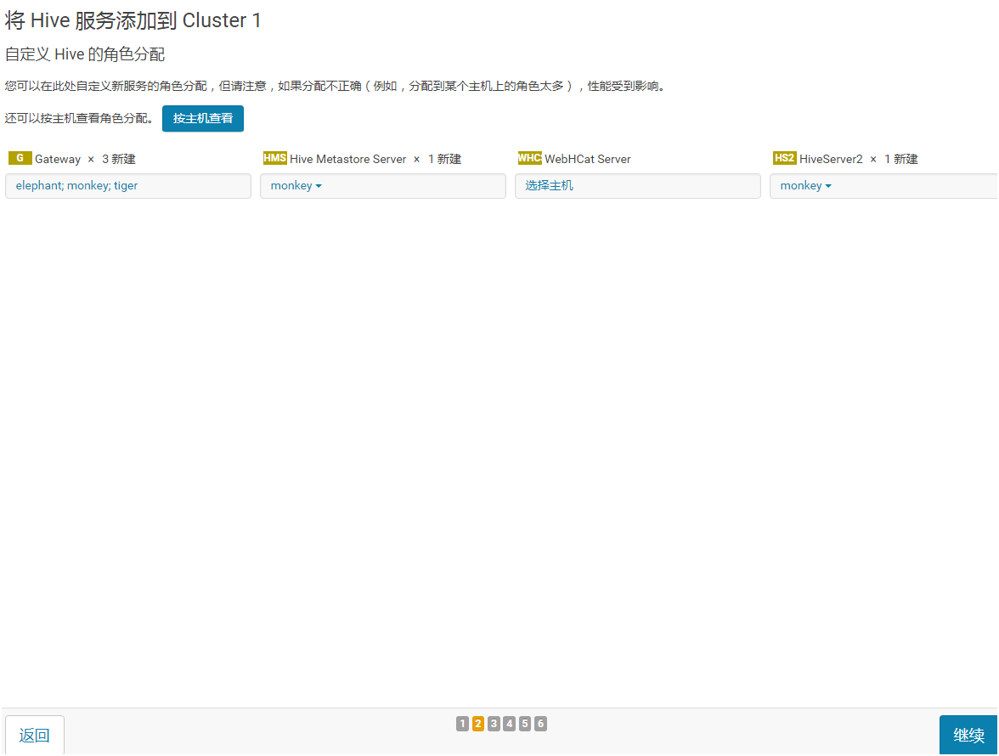 将 Hive 服务添加到 Cluster 1
自定义 Hive 的角色分配
您可以在此处自定义新服务的角色分配，但请注意，如果分配不正确（例如，分配到某个主机上的角色太多），性能受到影响。
还可以按主机查看角色分配。 按主机查看
G Gateway × 3 新建 HMS Hive Metastore Server × 1 新建 WHC WebHCat Server HS2 HiveServer2 × 1 新建
elephant; monkey; tiger monkey 选择主机 monkey
返回 1 2 3 4 5 6 继续